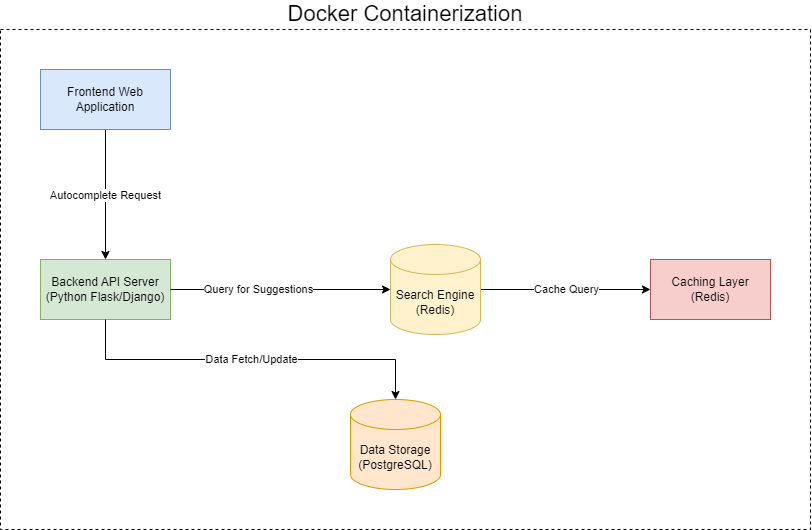 Docker Containerization
Frontend Web
Application
Autocomplete Request
Backend API Server
(Python Flask/Django)
Query for Suggestions
Search Engine
(Redis)
Cache Query
Caching Layer
(Redis)
Data Fetch/Update
Data Storage
(PostgreSQL)